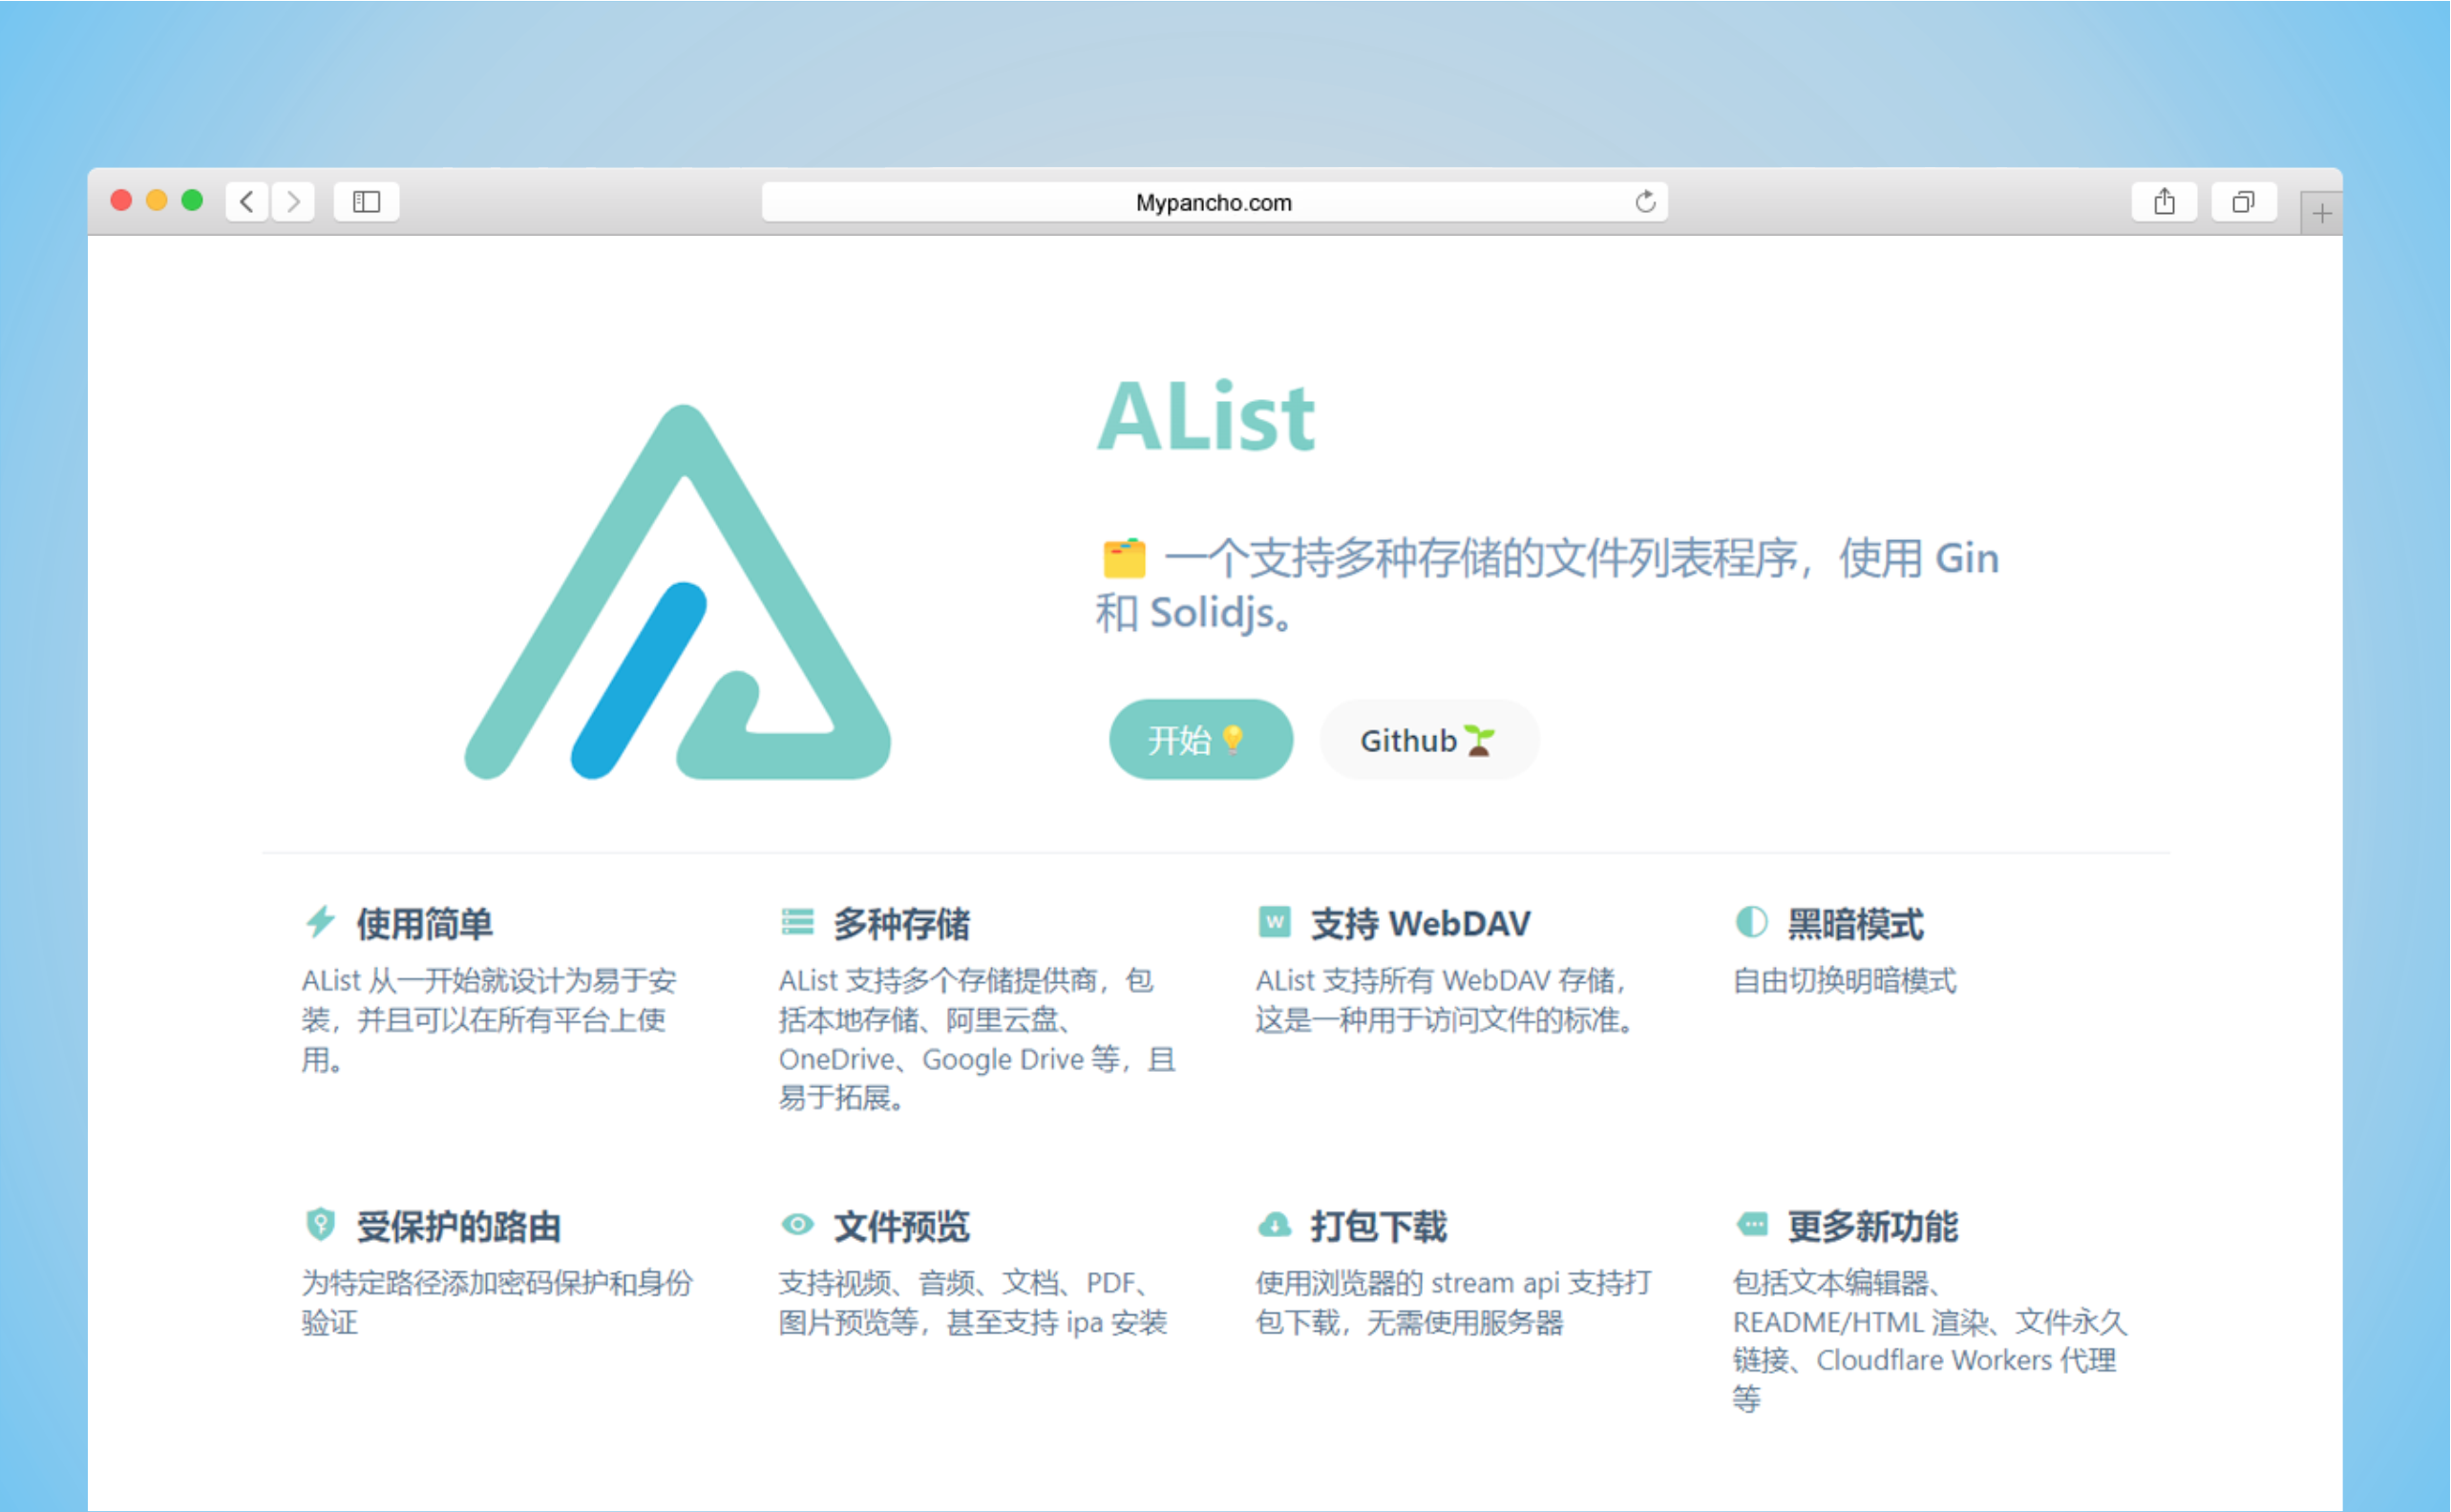 Mypancho.com
AList
🗂️ 一个支持多种存储的文件列表程序，使用 Gin
和 Solidjs。
开始💡
Github🌱
使用简单
AList 从一开始就设计为易于安
装，并且可以在所有平台上使
用。
多种存储
AList 支持多个存储提供商，包
括本地存储、阿里云盘、
OneDrive、Google Drive 等，且
易于拓展。
支持 WebDAV
AList 支持所有 WebDAV 存储，
这是一种用于访问文件的标准。
黑暗模式
自由切换明暗模式
受保护的路由
为特定路径添加密码保护和身份
验证
文件预览
支持视频、音频、文档、PDF、
图片预览等，甚至支持 ipa 安装
打包下载
使用浏览器的 stream api 支持打
包下载，无需使用服务器
更多新功能
包括文本编辑器、
README/HTML 渲染、文件永久
链接、Cloudflare Workers 代理
等